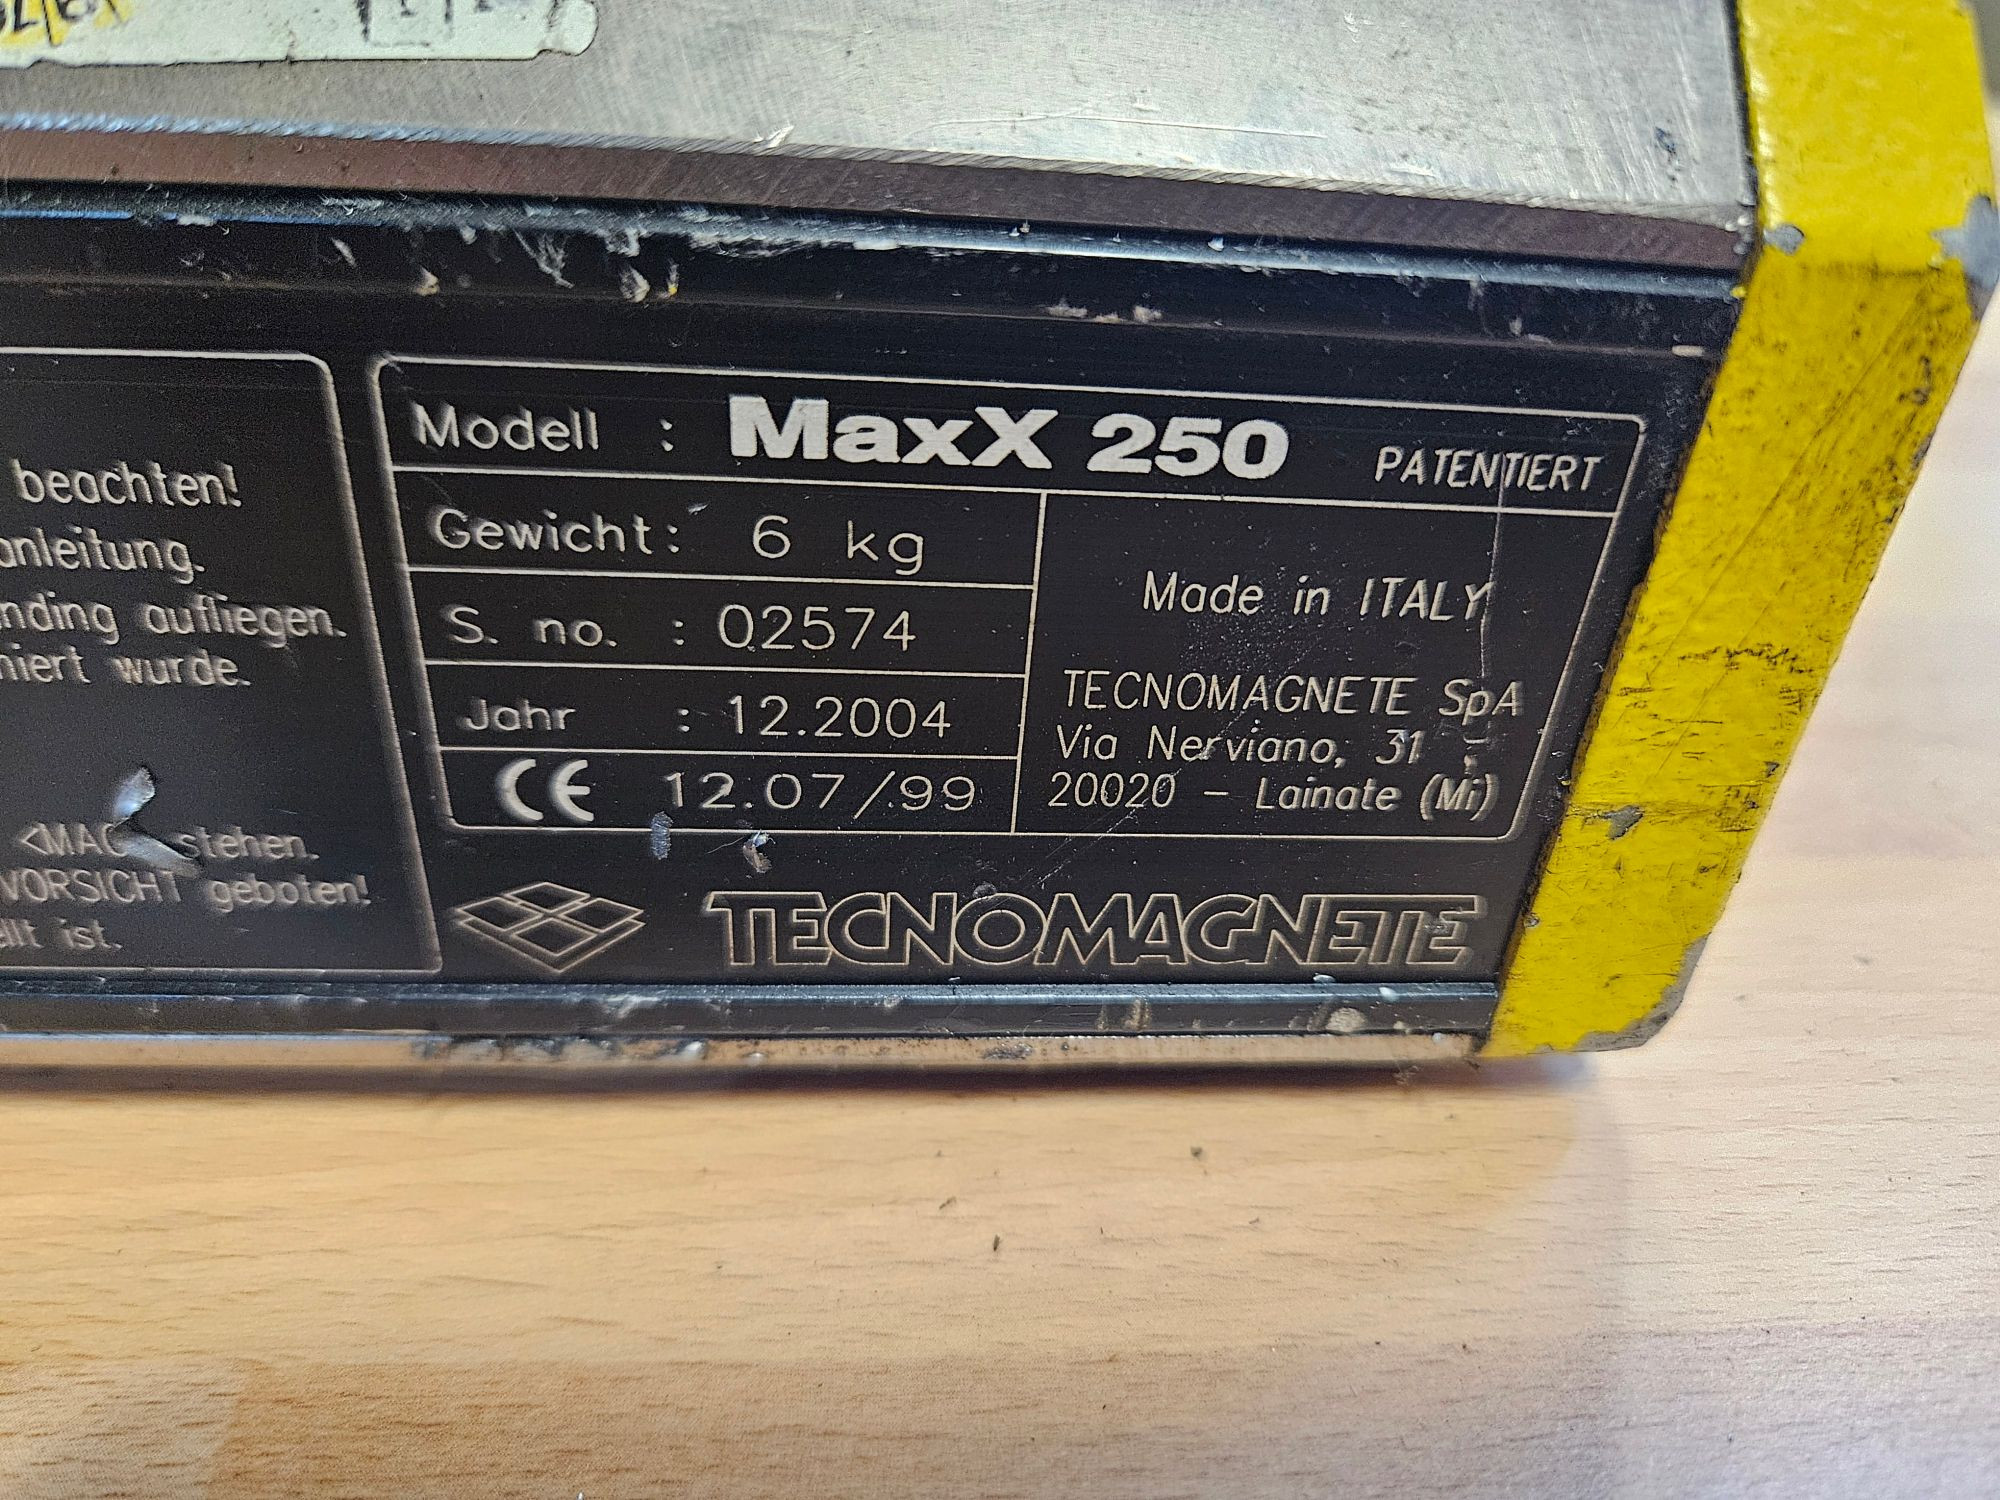 beachten!
anleitung.
nding aufliegen.
niert wurde.
<MAG stehen.
VORSICHT geboten!
ellt ist.
Modell : MaxX 250 PATENTIERT
Gewicht: 6 kg
S. no. : 02574
Jahr : 12.2004
CE 12.07/99
Made in ITALY
TECNOMAGNETE SpA
Via Nerviano, 31 -
20020 - Lainate (Mi)
TECNOMAGNETE